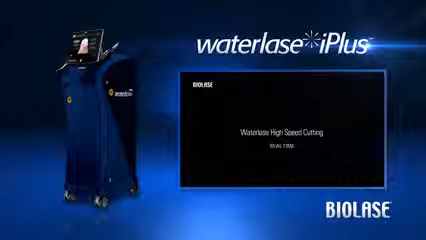 waterlase iPlus
BIOLASE
Waterlase High Speed Cutting
REAL TIME
BIOLASE